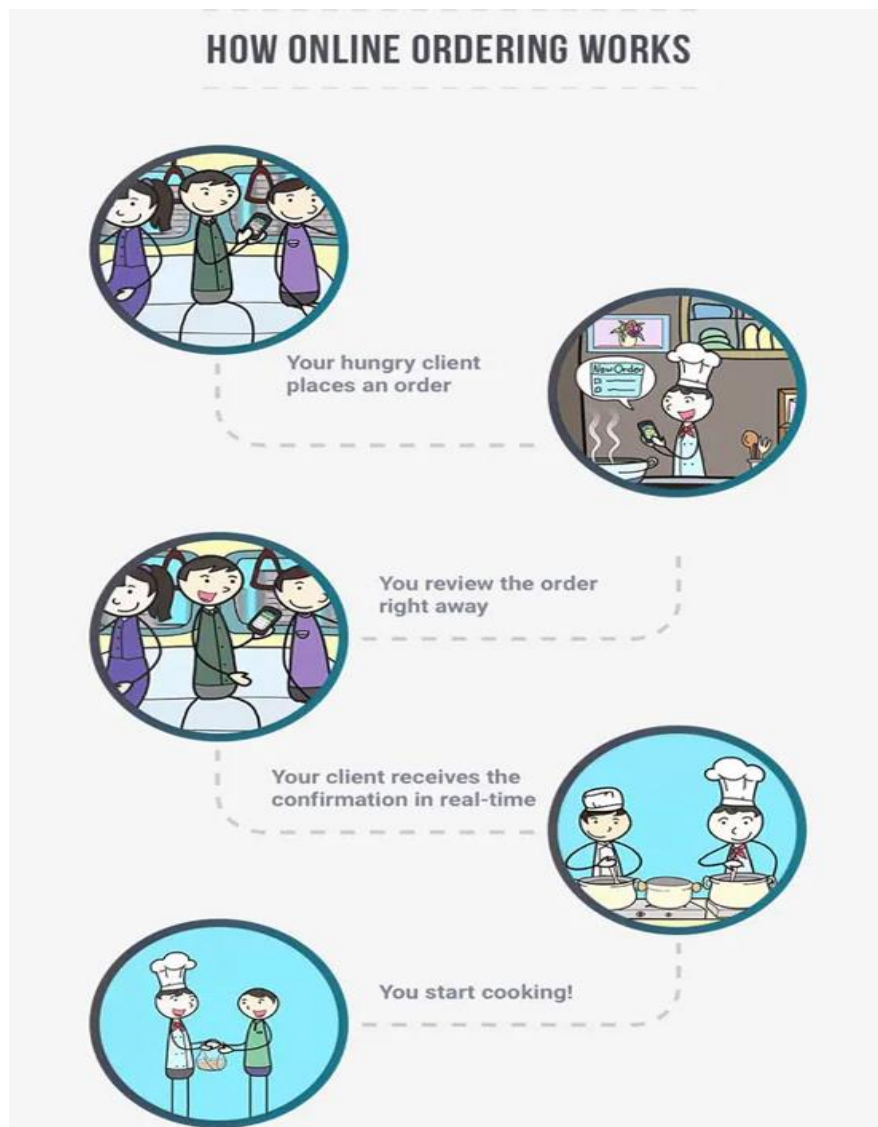 HOW ONLINE ORDERING WORKS
Your hungry client
places an order
New Order
You review the order
right away
Your client receives the
confirmation in real-time
You start cooking!